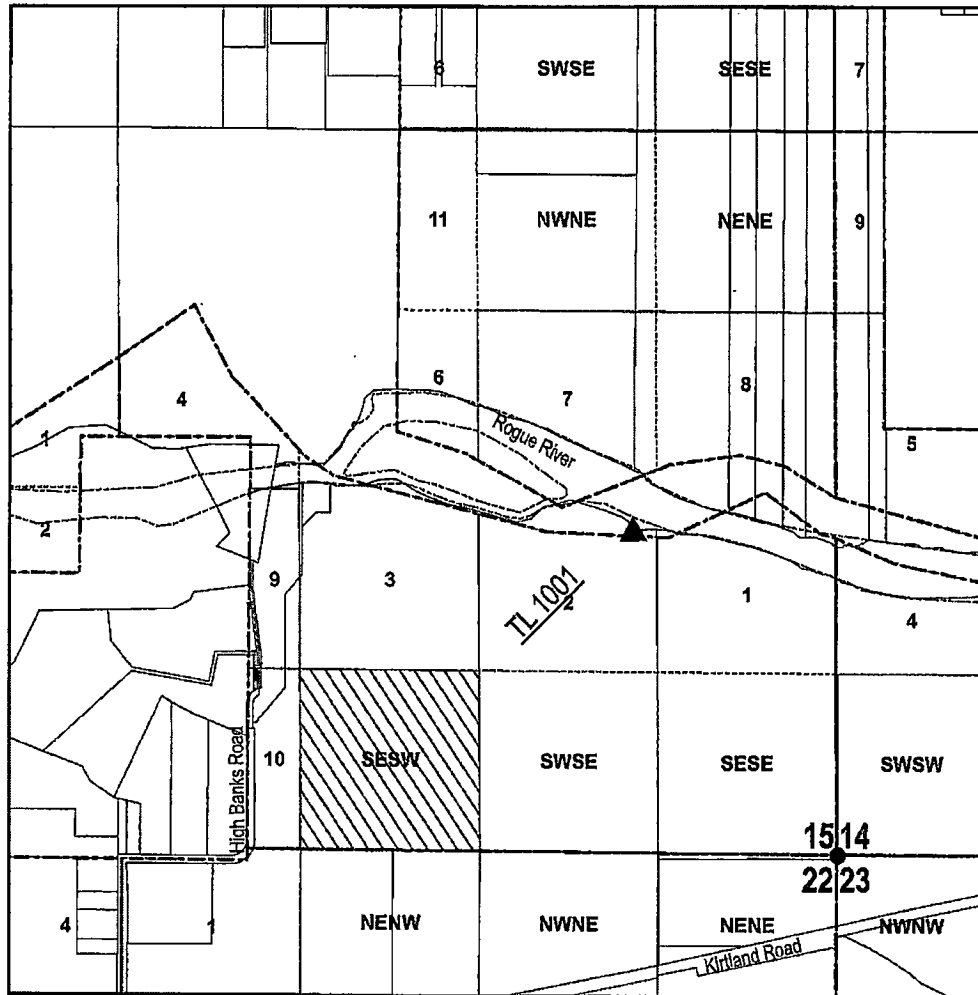 6 SWSE SESE 7
11 NWNE NENE 9
4 6 7 8
1 Rogue River 5
2
9 3 TL 1001 2 1 4
High Banks Road 10 SESW SWSE SESE SWSW
15 14
22 23
4 1 NENW NWNE NENE NWNW
Kirtland Road